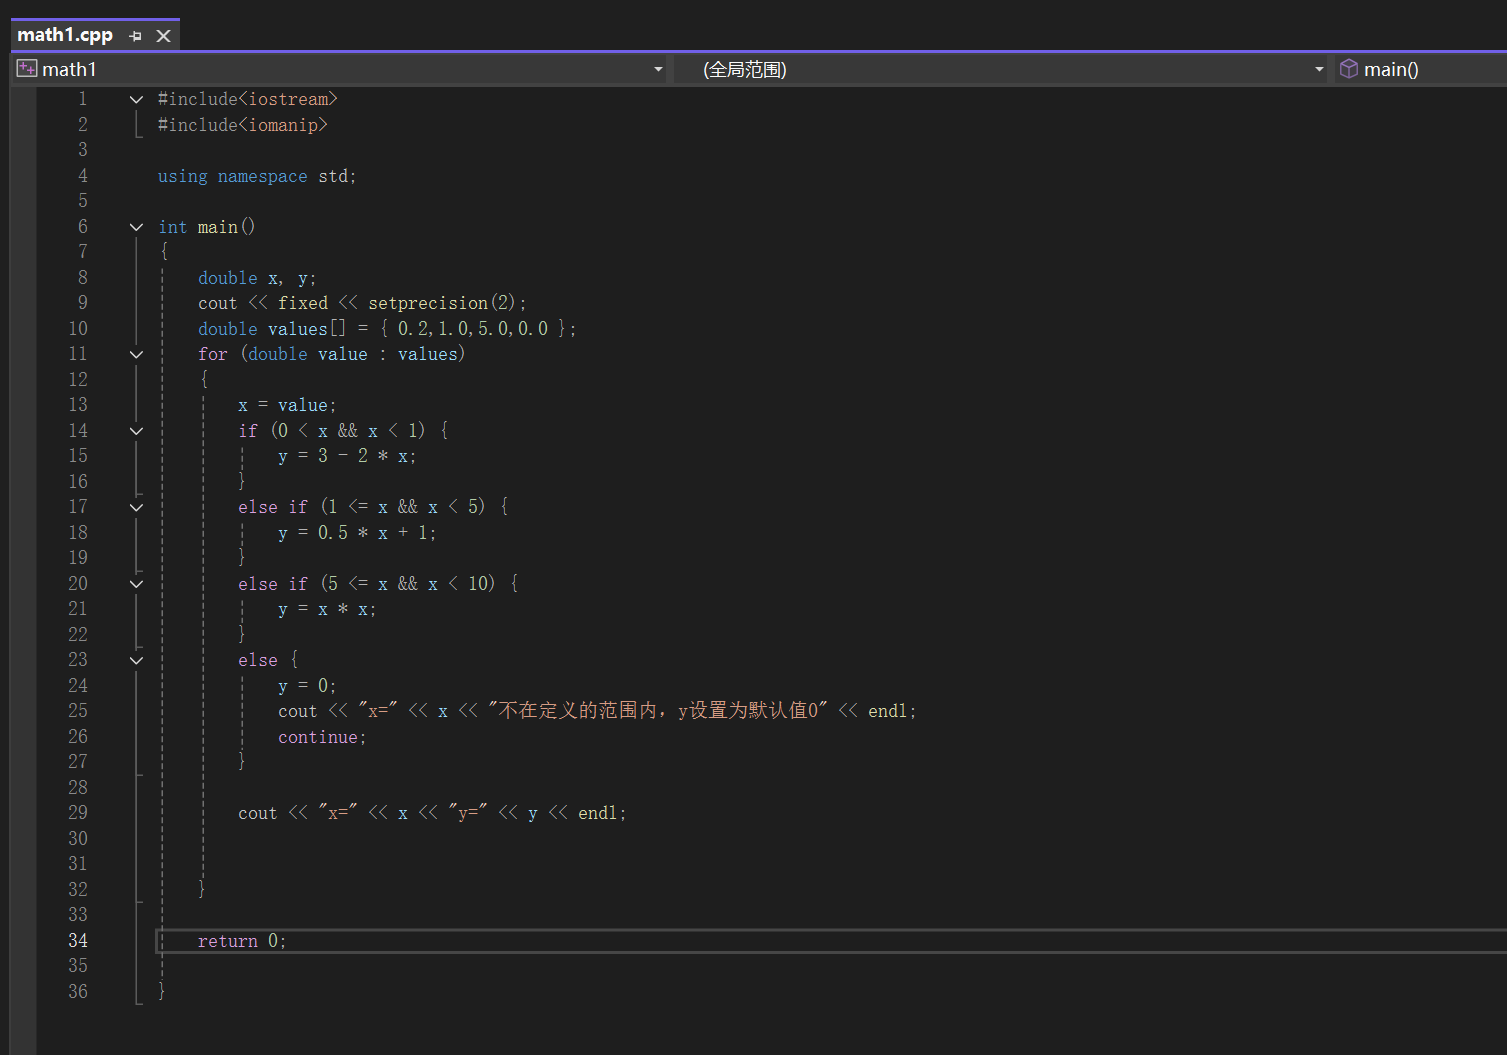 math1.cpp
math1 (全局范围) main()
1 #include<iostream>
2 #include<iomanip>
3
4 using namespace std;
5
6 int main()
7 {
8 double x, y;
9 cout << fixed << setprecision(2);
10 double values[] = { 0.2,1.0,5.0,0.0 };
11 for (double value : values)
12 {
13 x = value;
14 if (0 < x && x < 1) {
15 y = 3 - 2 * x;
16 }
17 else if (1 <= x && x < 5) {
18 y = 0.5 * x + 1;
19 }
20 else if (5 <= x && x < 10) {
21 y = x * x;
22 }
23 else {
24 y = 0;
25 cout << "x=" << x << "不在定义的范围内，y设置为默认值0" << endl;
26 continue;
27 }
28
29 cout << "x=" << x << "y=" << y << endl;
30
31
32 }
33
34 return 0;
35
36 }